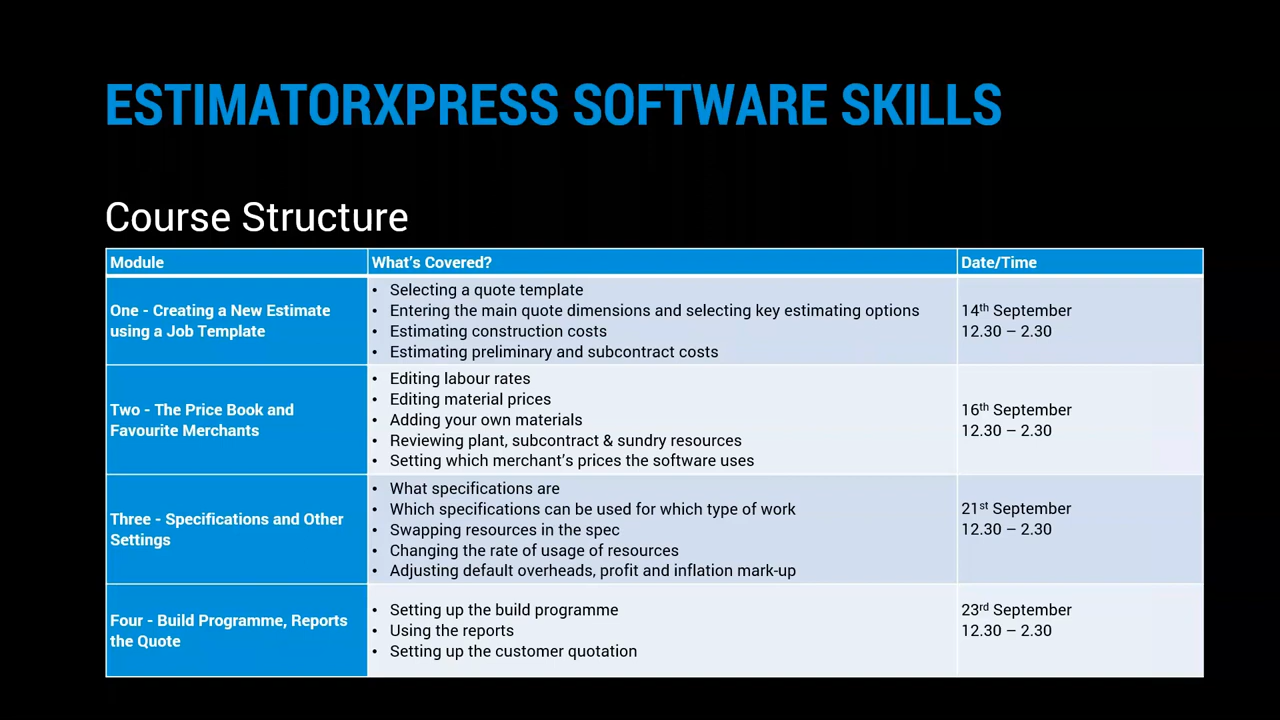 ESTIMATORXPRESS SOFTWARE SKILLS
Course Structure
Module
What's Covered?
Date/Time
One - Creating a New Estimate
using a Job Template
• Selecting a quote template
• Entering the main quote dimensions and selecting key estimating options
• Estimating construction costs
• Estimating preliminary and subcontract costs
14th September
12.30 – 2.30
Two - The Price Book and
Favourite Merchants
• Editing labour rates
• Editing material prices
• Adding your own materials
• Reviewing plant, subcontract & sundry resources
• Setting which merchant's prices the software uses
16th September
12.30 – 2.30
Three - Specifications and Other
Settings
• What specifications are
• Which specifications can be used for which type of work
• Swapping resources in the spec
• Changing the rate of usage of resources
• Adjusting default overheads, profit and inflation mark-up
21st September
12.30 – 2.30
Four - Build Programme, Reports
the Quote
• Setting up the build programme
• Using the reports
• Setting up the customer quotation
23rd September
12.30 – 2.30